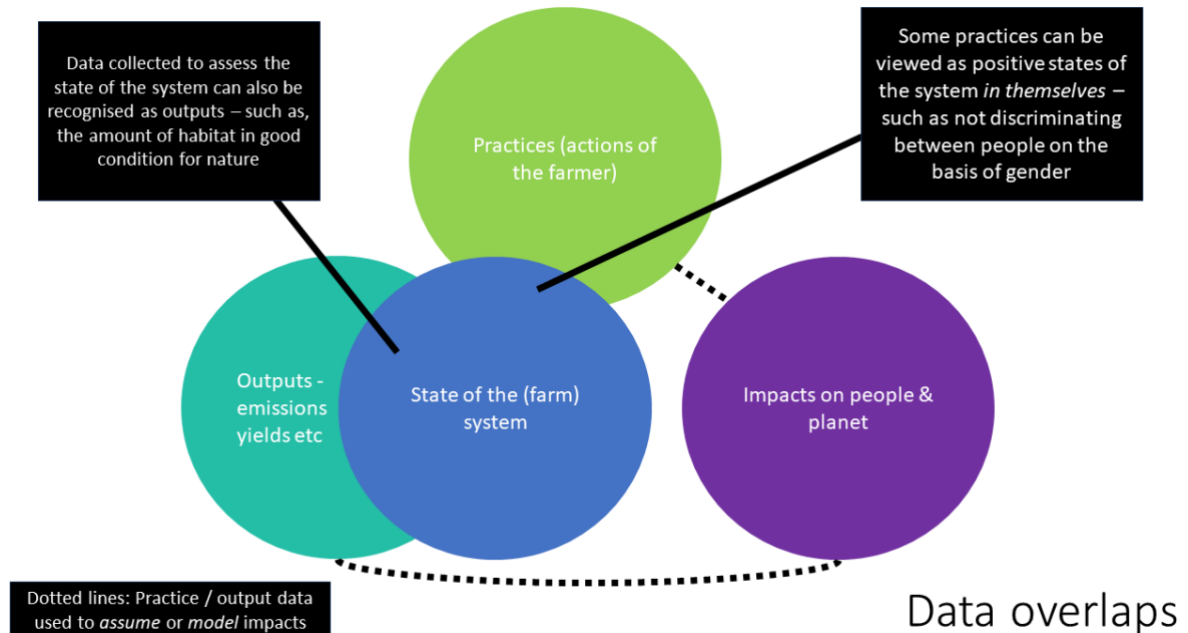 Data collected to assess the
state of the system can also be
recognised as outputs – such as,
the amount of habitat in good
condition for nature
Some practices can be
viewed as positive states of
the system in themselves –
such as not discriminating
between people on the
basis of gender
Practices (actions of
the farmer)
Outputs -
emissions
yields etc
State of the (farm)
system
Impacts on people &
planet
Dotted lines: Practice / output data
used to assume or model impacts
Data overlaps